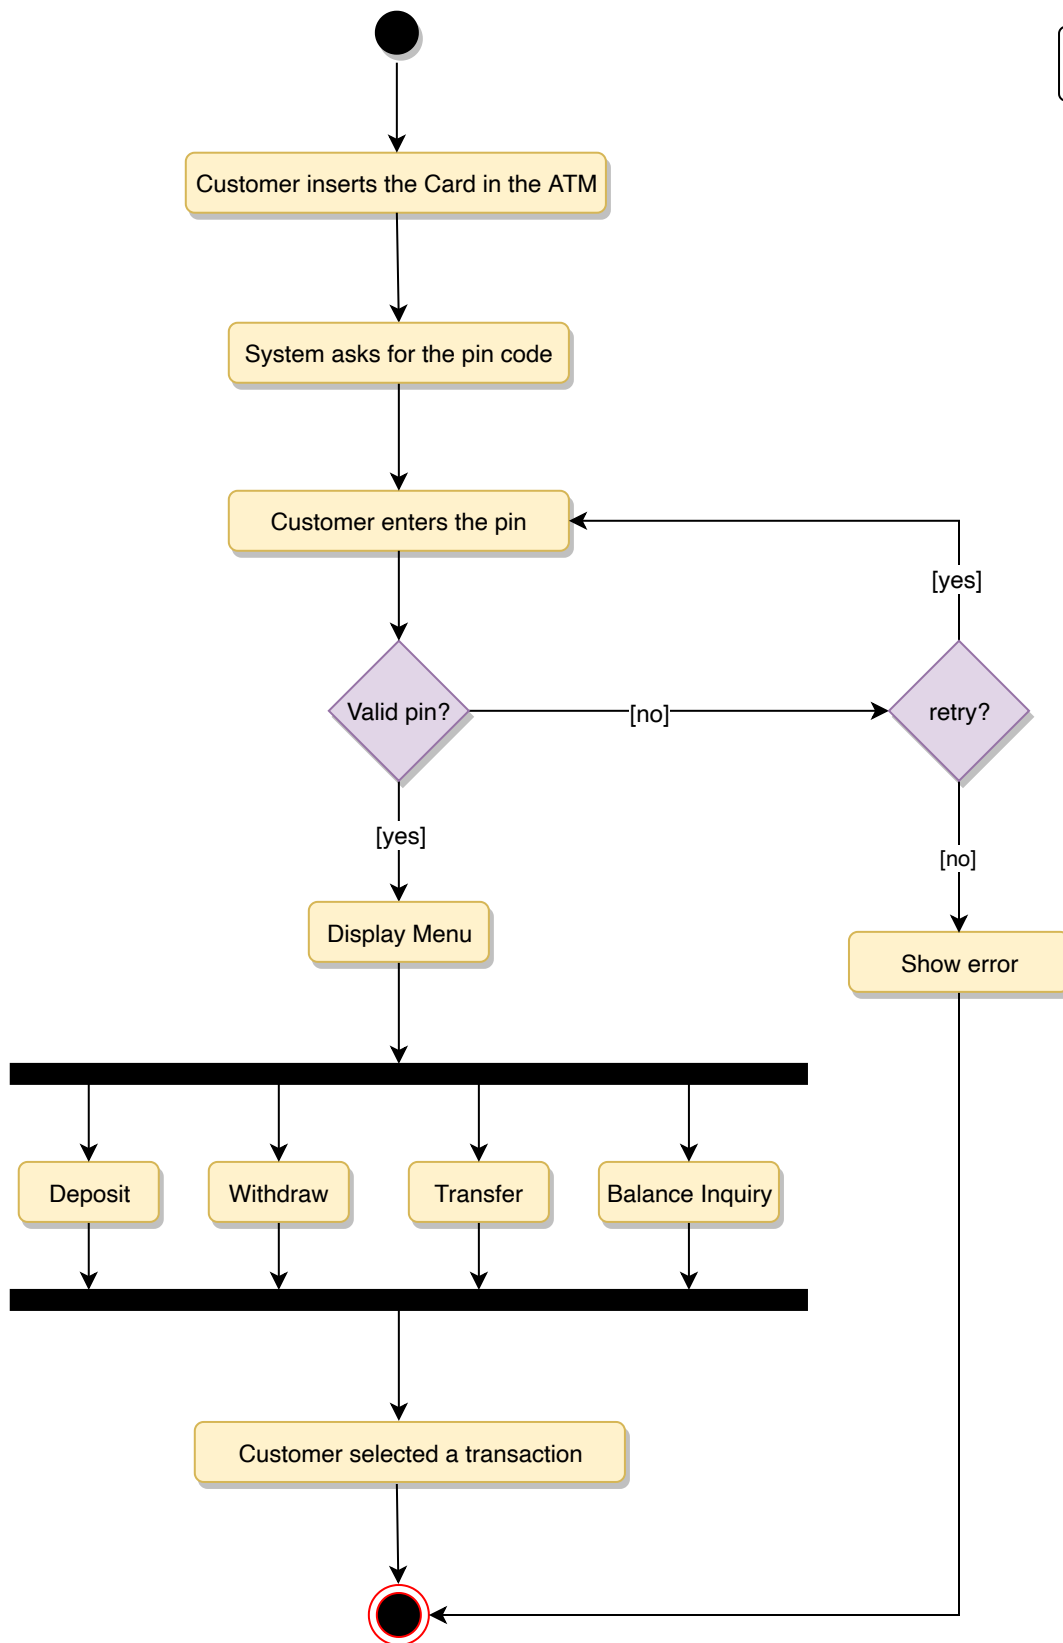 Customer inserts the Card in the ATM
System asks for the pin code
Customer enters the pin
[yes]
Valid pin?
[no]
retry?
[yes]
[no]
Display Menu
Show error
Deposit
Withdraw
Transfer
Balance Inquiry
Customer selected a transaction